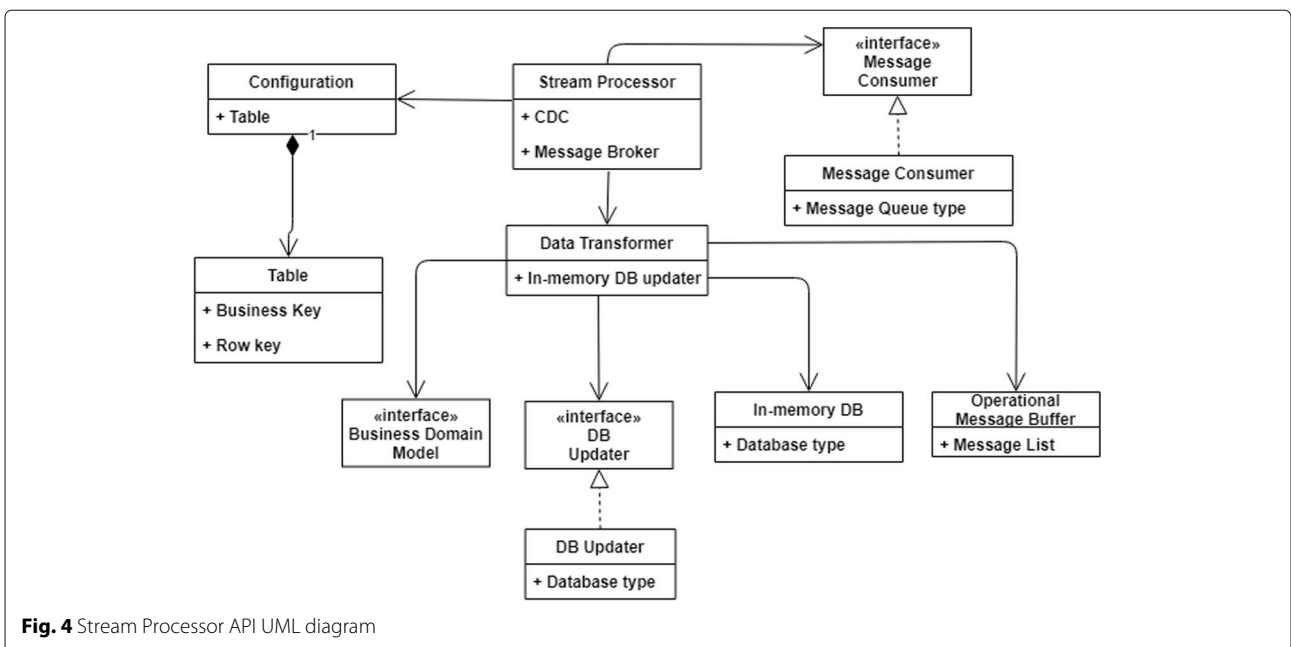 «interface»
Message
Consumer
Configuration
+ Table
1
Stream Processor
+ CDC
+ Message Broker
Message Consumer
+ Message Queue type
Data Transformer
+ In-memory DB updater
Table
+ Business Key
+ Row key
«interface»
Business Domain
Model
«interface»
DB
Updater
In-memory DB
+ Database type
Operational
Message Buffer
+ Message List
DB Updater
+ Database type
Fig. 4 Stream Processor API UML diagram